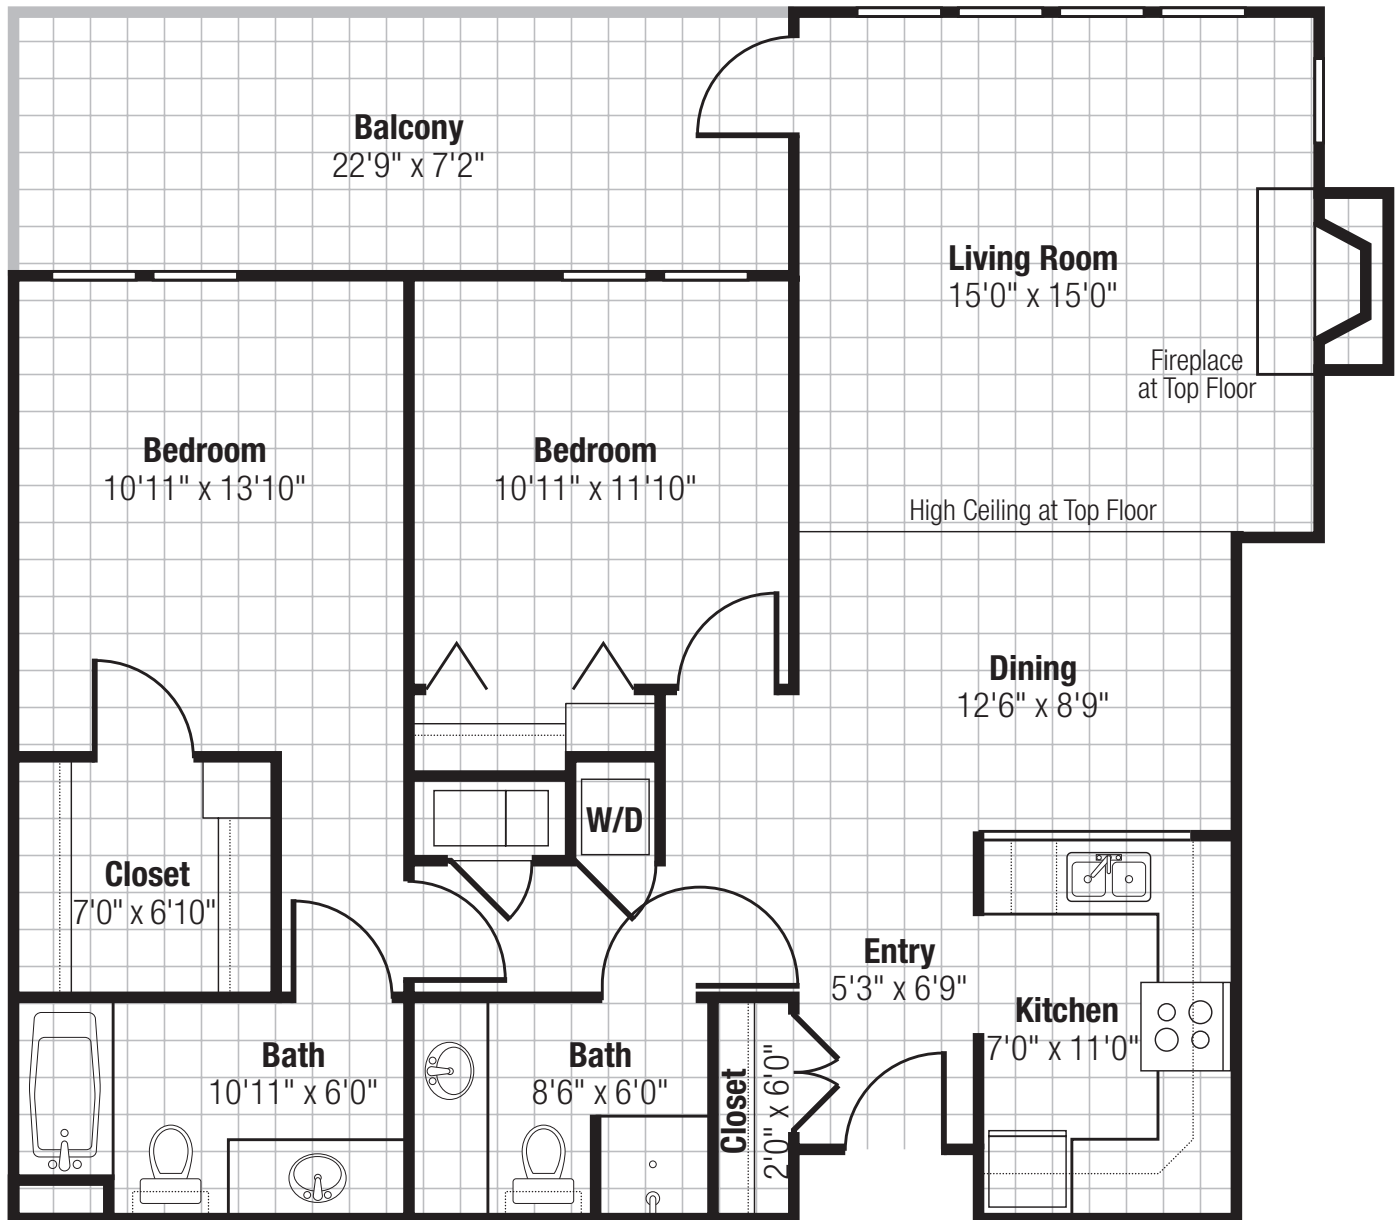 Balcony
22'9" x 7'2"
Living Room
15'0" x 15'0"
Fireplace
at Top Floor
Bedroom
10'11" x 13'10"
Bedroom
10'11" x 11'10"
High Ceiling at Top Floor
Dining
12'6" x 8'9"
W/D
Closet
7'0" x 6'10"
Entry
5'3" x 6'9"
Kitchen
7'0" x 11'0"
Bath
10'11" x 6'0"
Bath
8'6" x 6'0"
Closet
2'0" x 6'0"